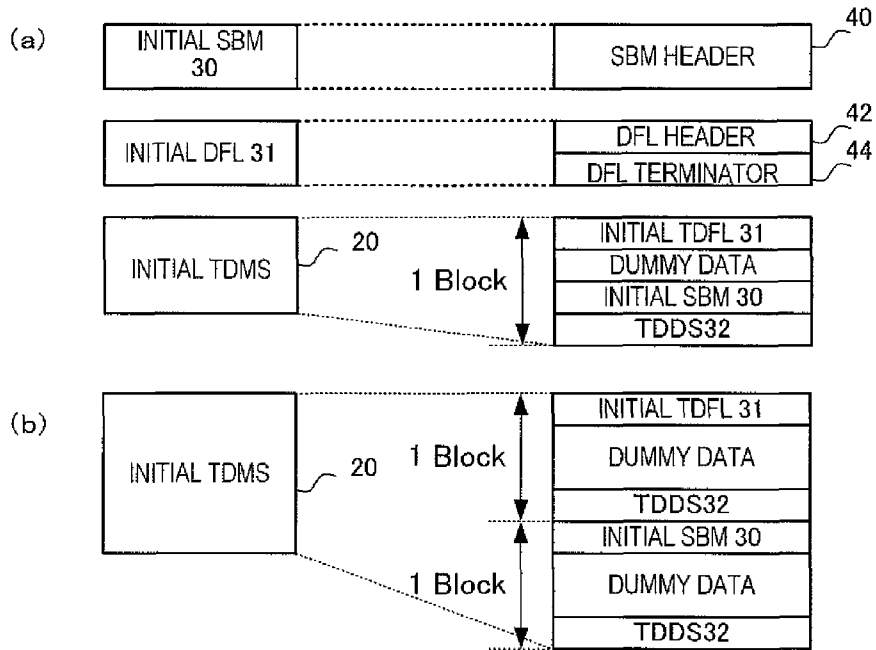 (a)
INITIAL SBM
30
SBM HEADER
40
INITIAL DFL 31
DFL HEADER
42
DFL TERMINATOR
44
INITIAL TDMS
20
1 Block
INITIAL TDFL 31
DUMMY DATA
INITIAL SBM 30
TDDS32
(b)
INITIAL TDMS
20
1 Block
INITIAL TDFL 31
DUMMY DATA
TDDS32
1 Block
INITIAL SBM 30
DUMMY DATA
TDDS32